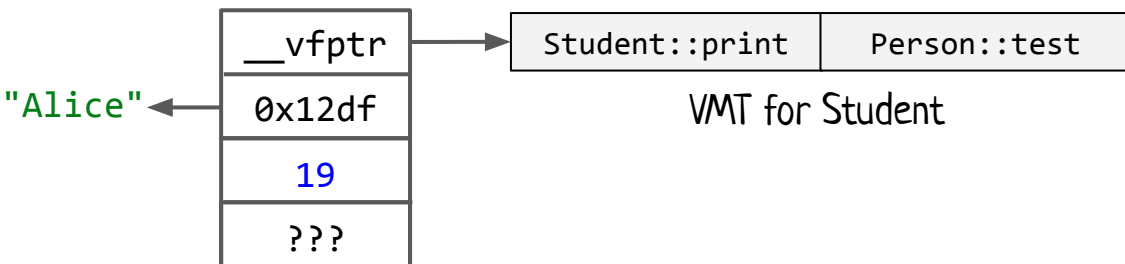 __vfptr
Student::print
Person::test
"Alice"
0x12df
VMT for Student
19
???